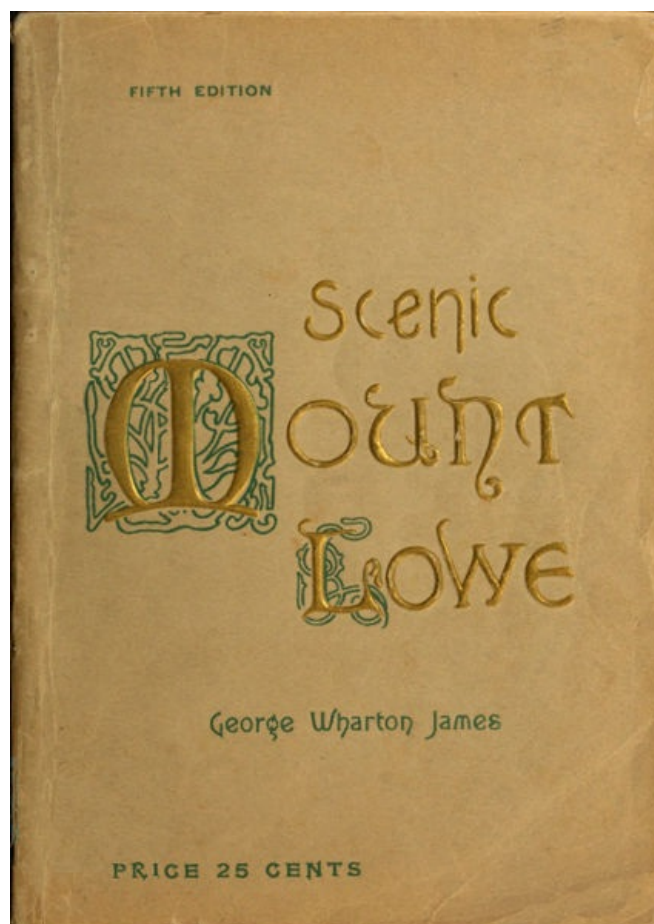 FIFTH EDITION
Scenic
Mount
Lowe
George Wharton James
PRICE 25 CENTS